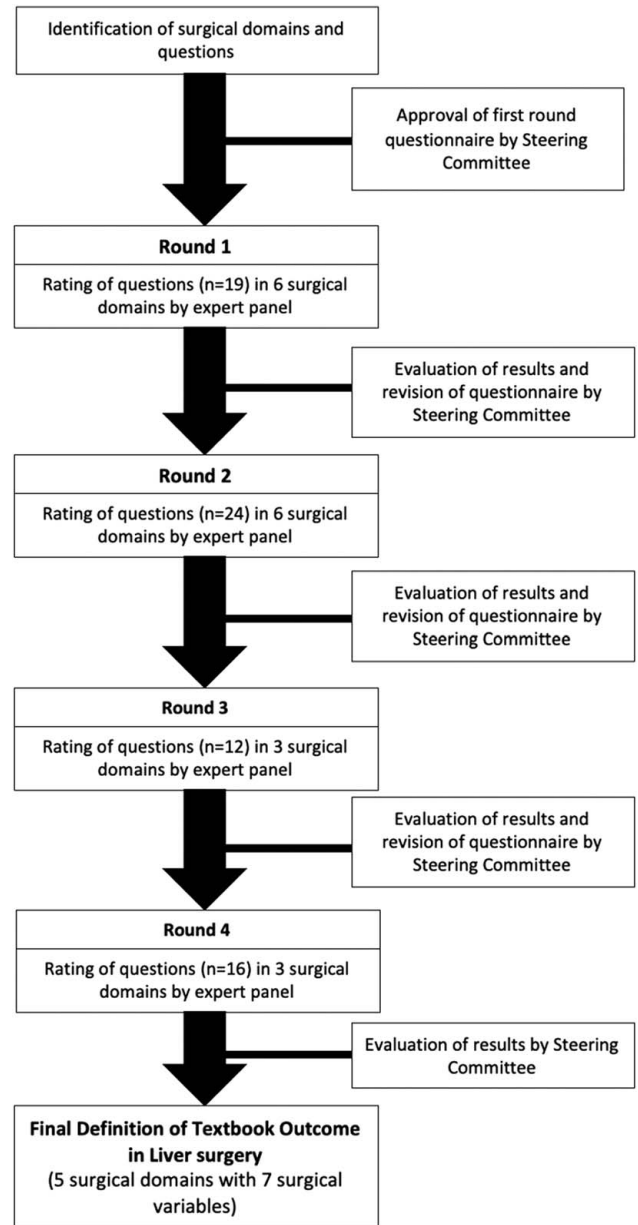 Identification of surgical domains and
questions
Approval of first round
questionnaire by Steering
Committee
Round 1
Rating of questions (n=19) in 6 surgical
domains by expert panel
Evaluation of results and
revision of questionnaire by
Steering Committee
Round 2
Rating of questions (n=24) in 6 surgical
domains by expert panel
Evaluation of results and
revision of questionnaire by
Steering Committee
Round 3
Rating of questions (n=12) in 3 surgical
domains by expert panel
Evaluation of results and
revision of questionnaire by
Steering Committee
Round 4
Rating of questions (n=16) in 3 surgical
domains by expert panel
Evaluation of results by Steering
Committee
Final Definition of Textbook Outcome
in Liver surgery
(5 surgical domains with 7 surgical
variables)